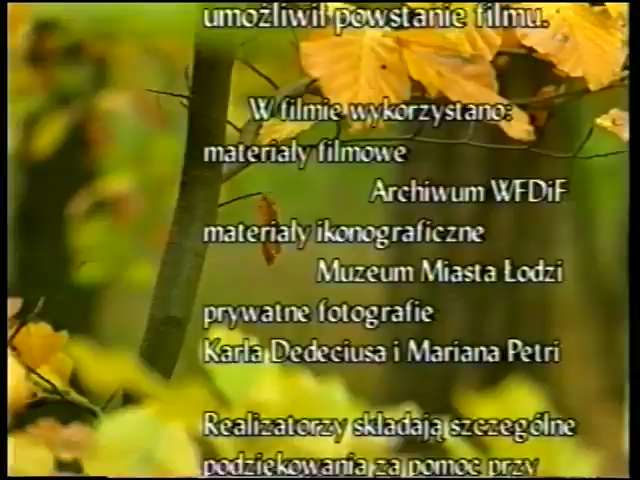 umożliwił powstanie filmu.
W filmie wykorzystano:
materiały filmowe
Archiwum WFDiF
materiały ikonograficzne
Muzeum Miasta Łodzi
prywatne fotografie
Karla Dedeciusa i Mariana Petri
Realizatorzy składają szczególne
podziękowania za pomoc przy